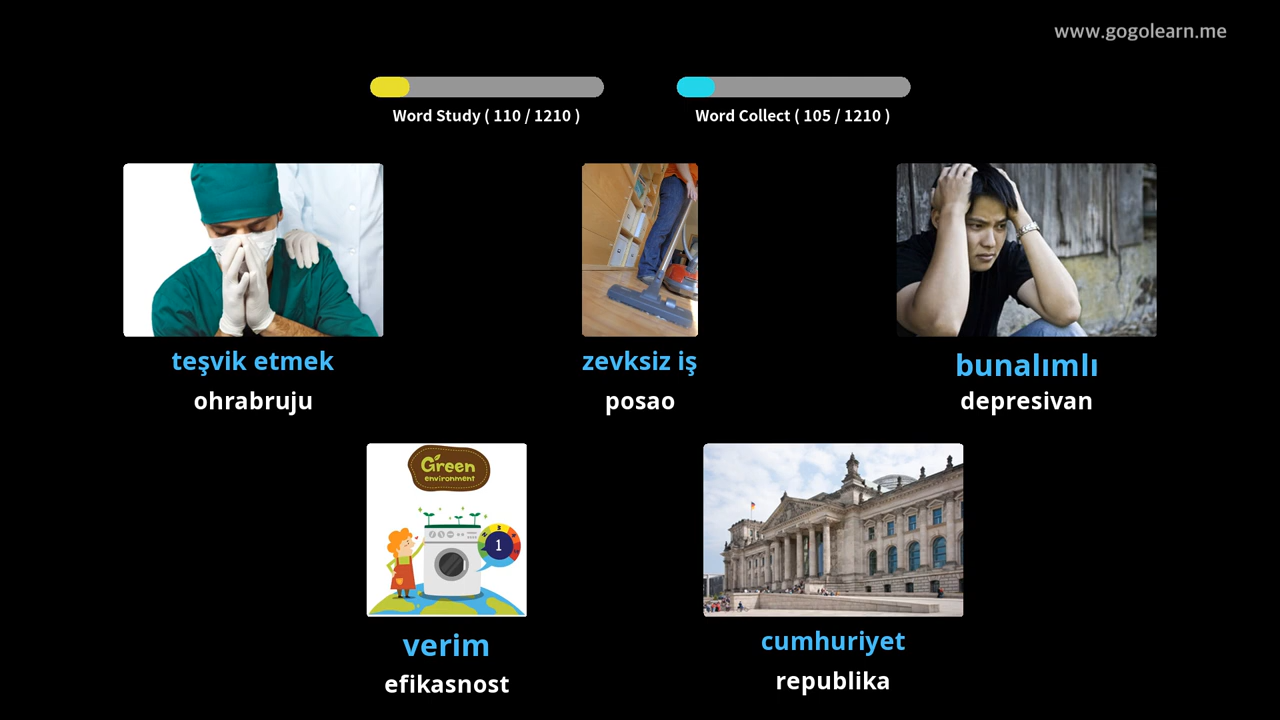 www.gogolearn.me
Word Study ( 110 / 1210 )
Word Collect ( 105 / 1210 )
teşvik etmek
ohrabruju
zevksiz iş
posao
bunalımlı
depresivan
Green
environment
1
verim
efikasnost
cumhuriyet
republika